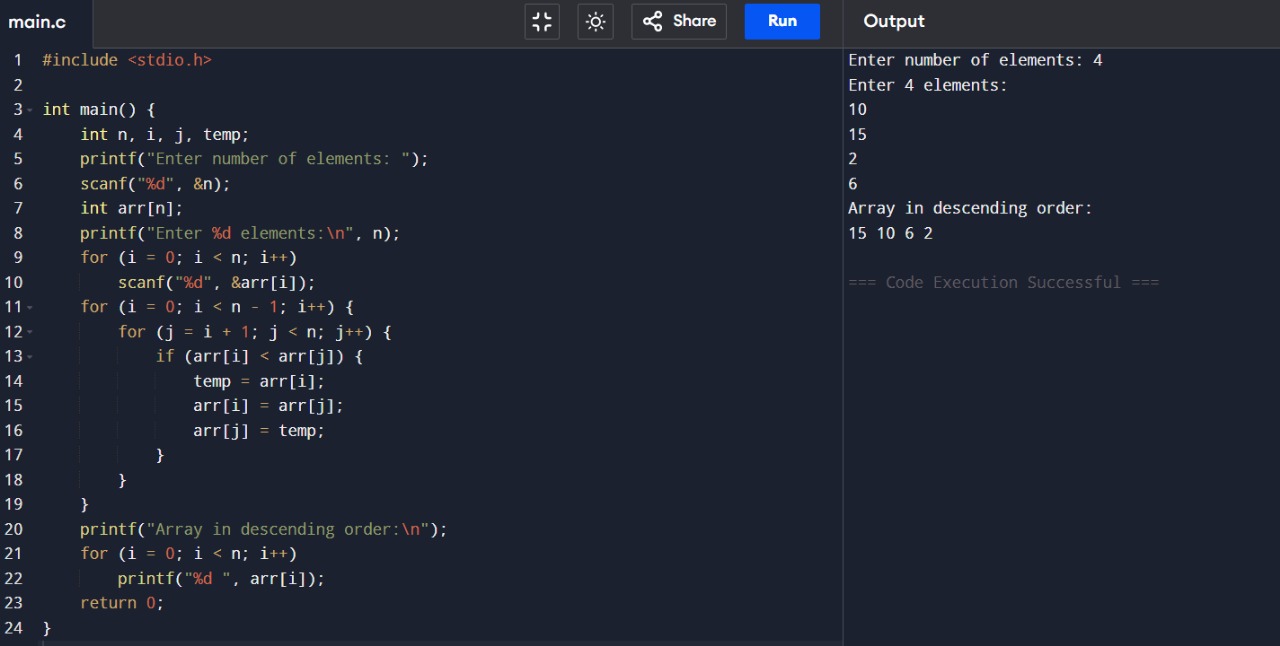 main.c
Share
Run
Output
1 #include <stdio.h>
2
3 int main() {
4     int n, i, j, temp;
5     printf("Enter number of elements: ");
6     scanf("%d", &n);
7     int arr[n];
8     printf("Enter %d elements:\n", n);
9     for (i = 0; i < n; i++)
10         scanf("%d", &arr[i]);
11     for (i = 0; i < n - 1; i++) {
12         for (j = i + 1; j < n; j++) {
13             if (arr[i] < arr[j]) {
14                 temp = arr[i];
15                 arr[i] = arr[j];
16                 arr[j] = temp;
17             }
18         }
19     }
20     printf("Array in descending order:\n");
21     for (i = 0; i < n; i++)
22         printf("%d ", arr[i]);
23     return 0;
24 }
Enter number of elements: 4
Enter 4 elements:
10
15
2
6
Array in descending order:
15 10 6 2
=== Code Execution Successful ===